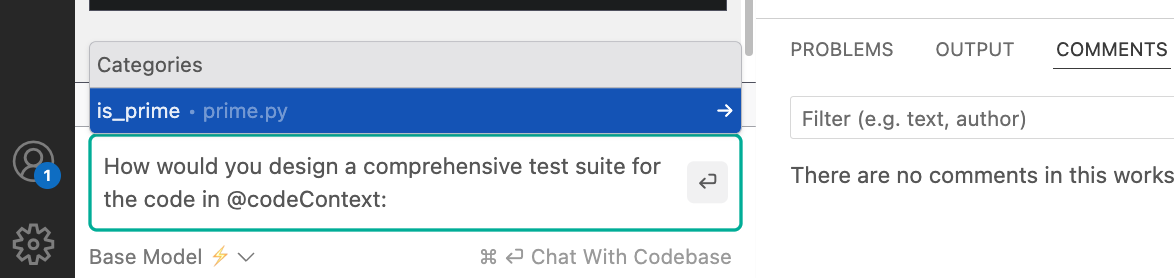 Categories
is_prime • prime.py →
How would you design a comprehensive test suite for
the code in @codeContext:
Base Model ⚡
⌘ ↩ Chat With Codebase
1
PROBLEMS OUTPUT COMMENTS
Filter (e.g. text, author)
There are no comments in this works